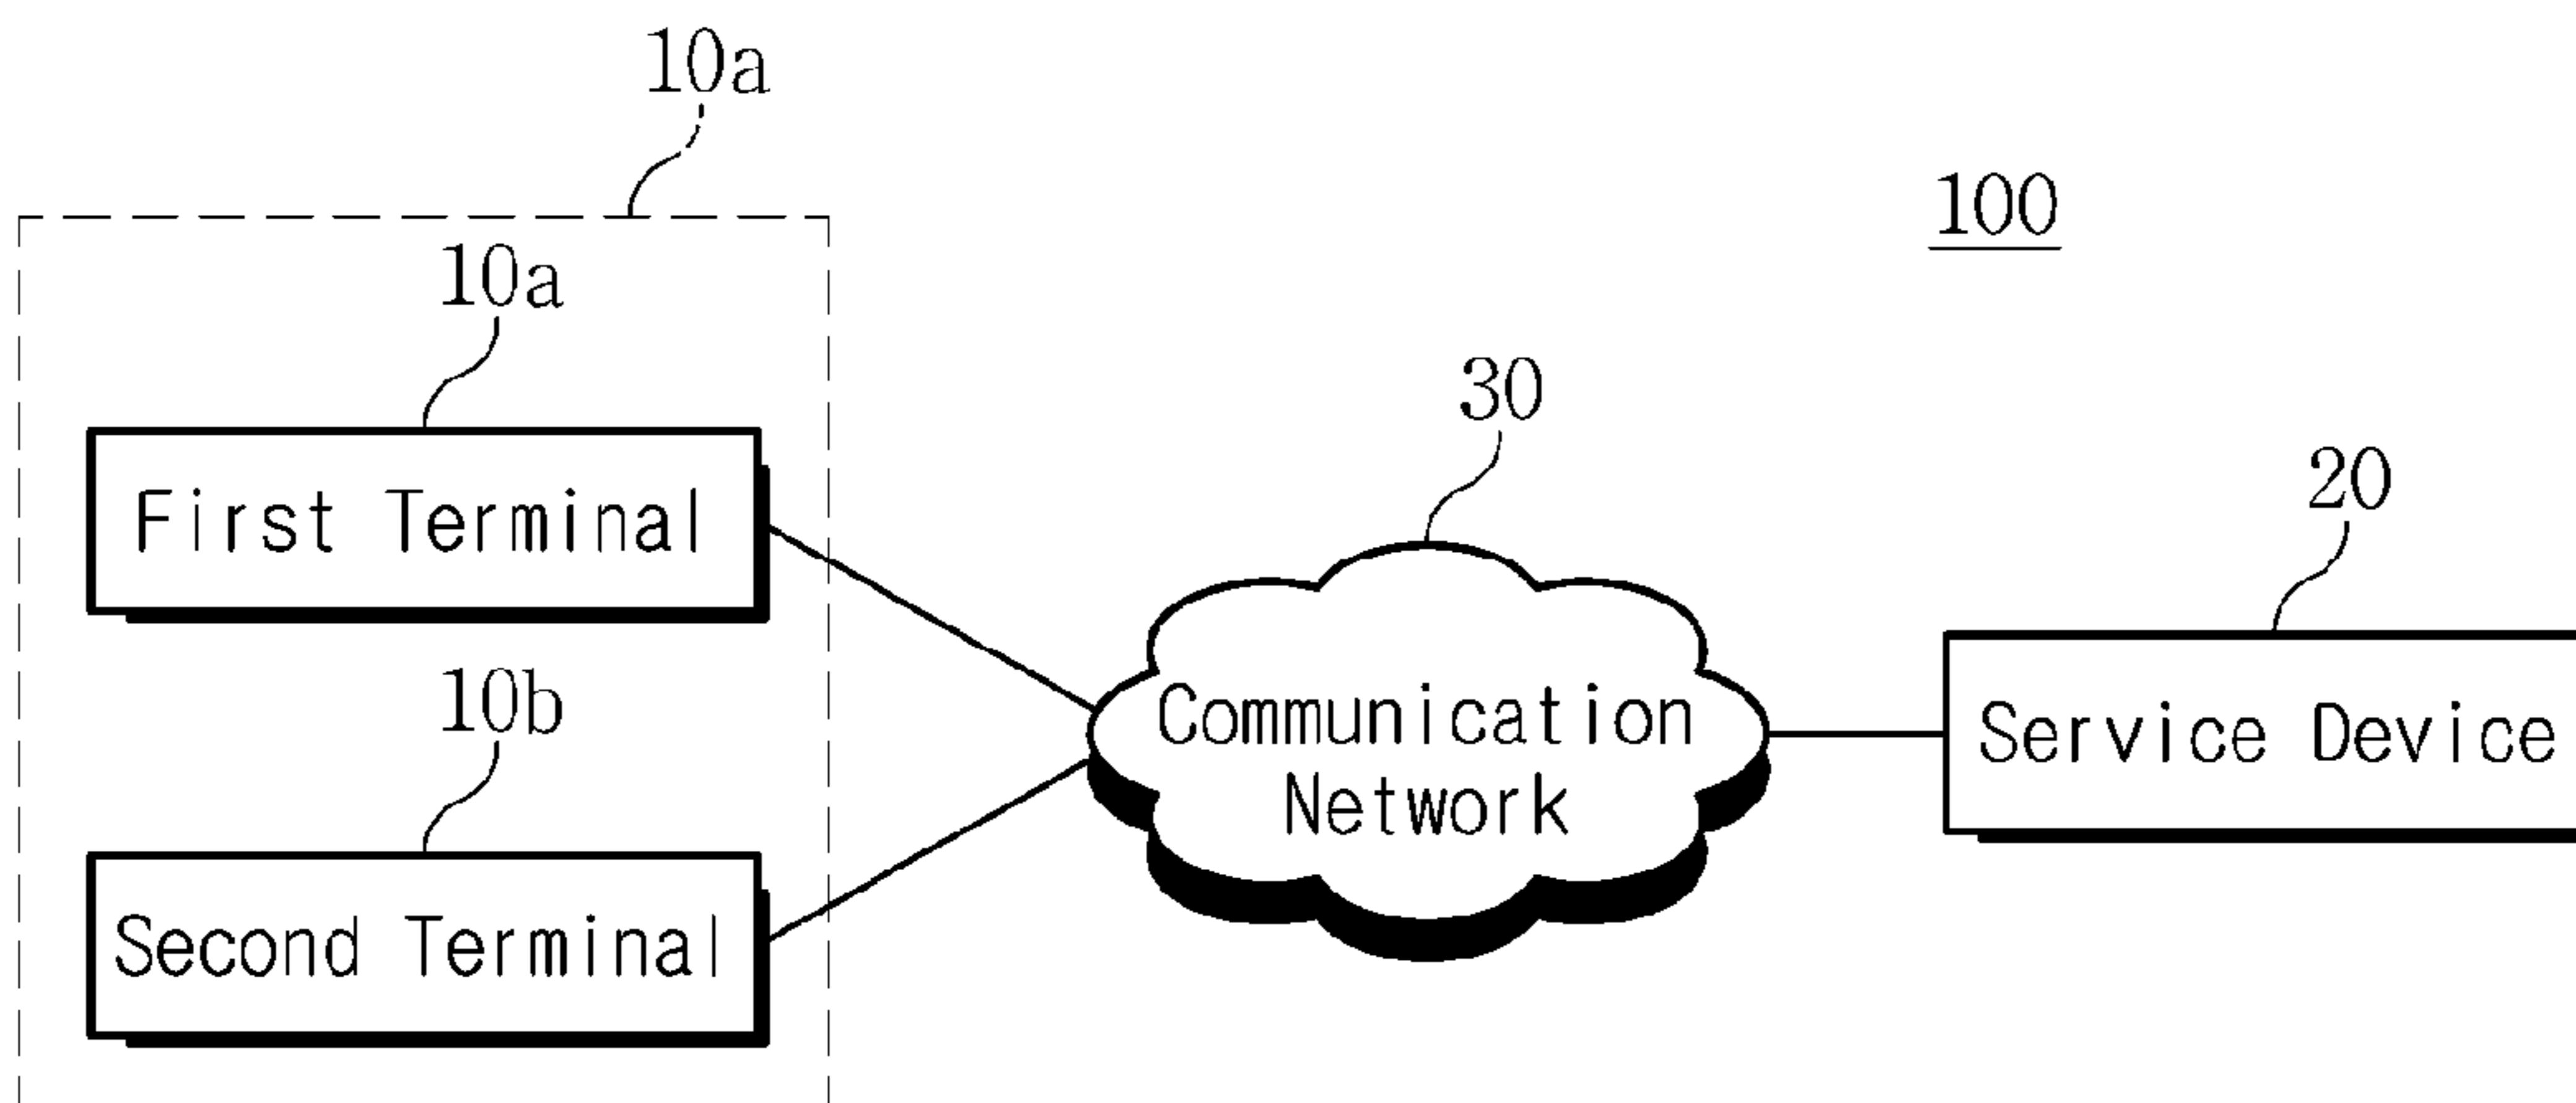 10a
100
10a
30
20
First Terminal
10b
Communication
Network
Service Device
Second Terminal